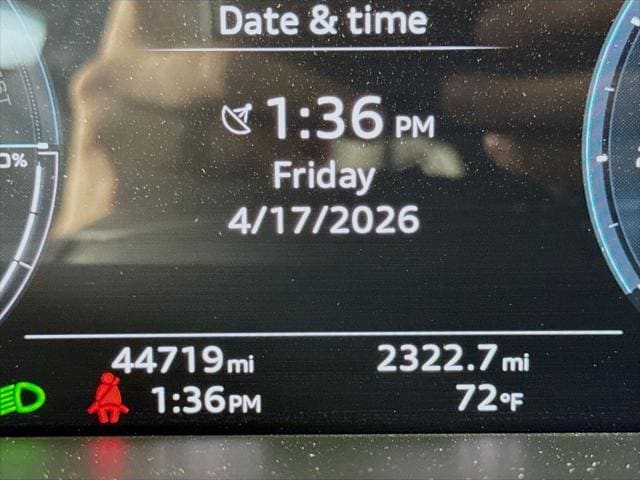 Date & time
1:36 PM
Friday
4/17/2026
44719 mi 2322.7 mi
1:36 PM 72°F